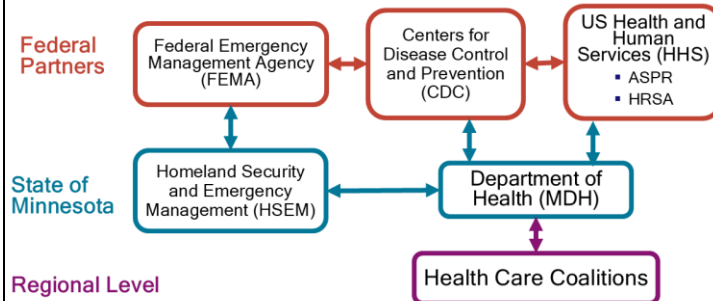 Federal
Partners
Federal Emergency
Management Agency
(FEMA)
Centers for
Disease Control
and Prevention
(CDC)
US Health and
Human
Services (HHS)
▪ ASPR
▪ HRSA
State of
Minnesota
Homeland Security
and Emergency
Management (HSEM)
Department of
Health (MDH)
Regional Level
Health Care Coalitions